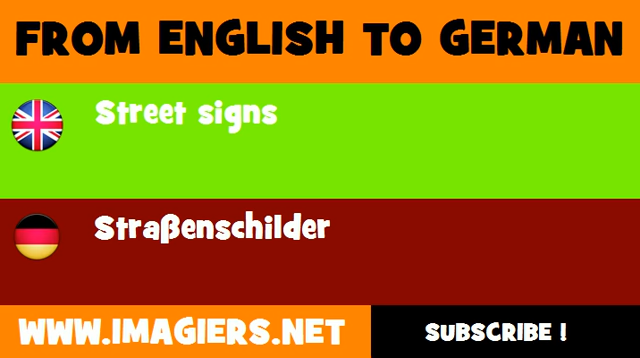 FROM ENGLISH TO GERMAN
Street signs
Straßenschilder
WWW.IMAGIERS.NET
SUBSCRIBE !